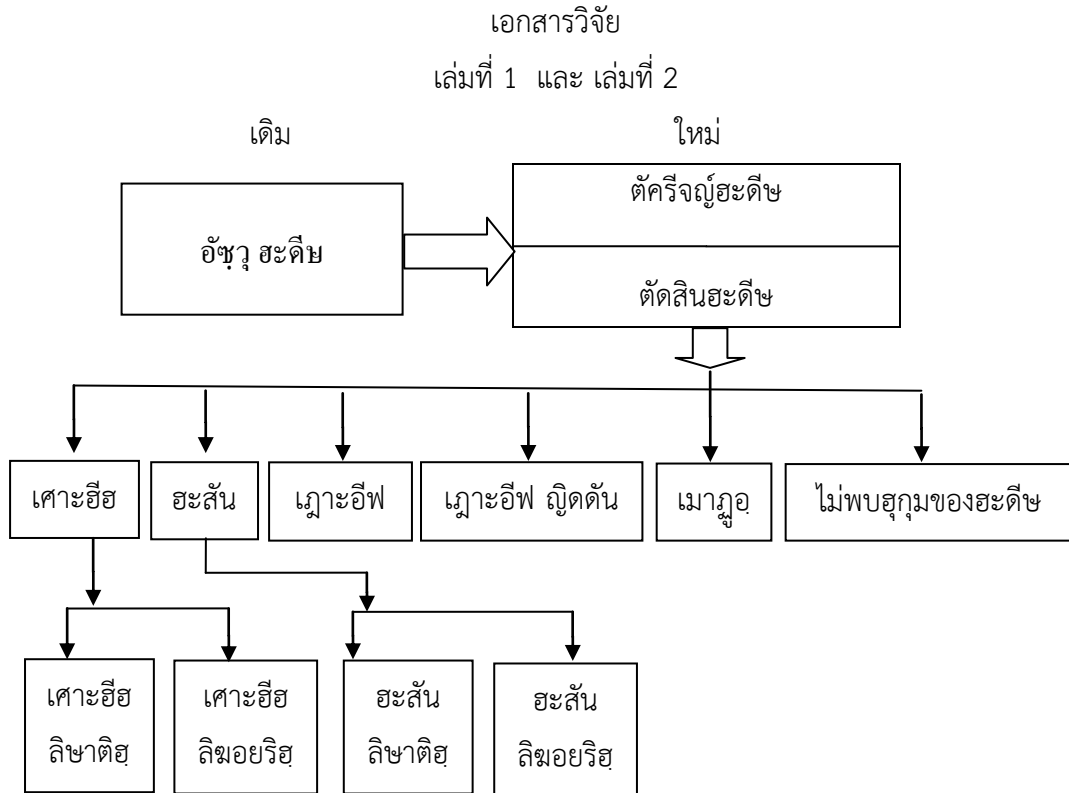 เอกสารวิจัย
เล่มที่ 1 และ เล่มที่ 2
เดิม ใหม่
ตัครีจญ์ฮะดีษ
อัซฺวุ ฮะดีษ
ตัดสินฮะดีษ
เศาะฮีฮ ฮะสัน เฎาะอีฟ เฎาะอีฟ ญิดดัน เมาฎูอฺ ไม่พบฮุกุมของฮะดีษ
เศาะฮีฮ เศาะฮีฮ ฮะสัน ฮะสัน
ลิษาติฮฺ ลิฆอยริฮฺ ลิษาติฮฺ ลิฆอยริฮฺ